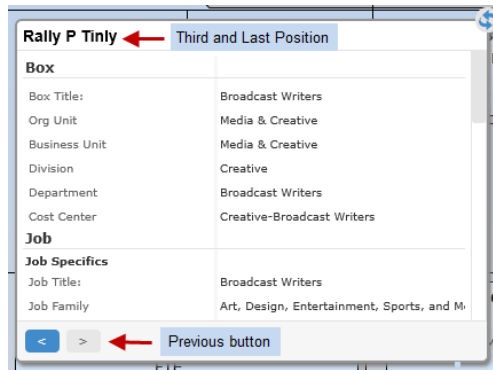 Rally P Tinly Third and Last Position
Box
Box Title: Broadcast Writers
Org Unit Media & Creative
Business Unit Media & Creative
Division Creative
Department Broadcast Writers
Cost Center Creative-Broadcast Writers
Job
Job Specifics
Job Title: Broadcast Writers
Job Family Art, Design, Entertainment, Sports, and M
< > Previous button